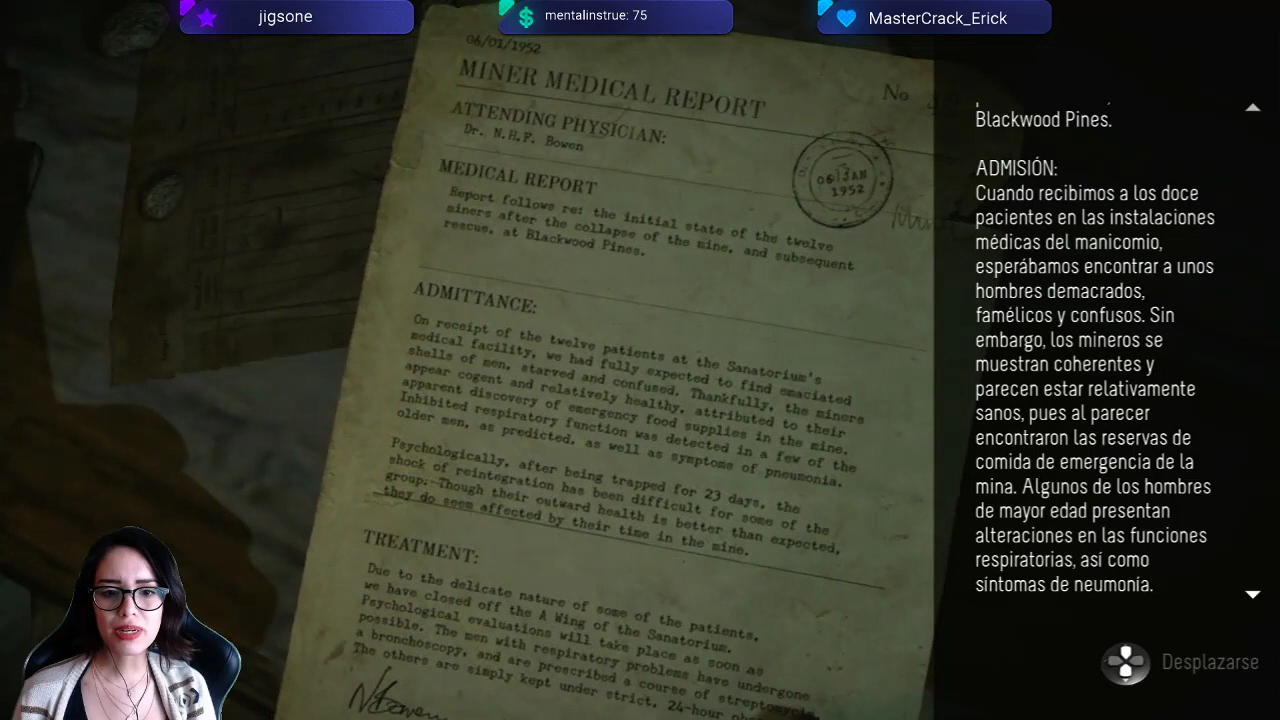 jigsone
mentalinstrue: 75
MasterCrack_Erick
06/01/1952
MINER MEDICAL REPORT
No
ATTENDING PHYSICIAN:
Dr. N.H.F. Bowen
06 JAN
1952
MEDICAL REPORT
Report follows re: the initial state of the twelve
miners after the collapse of the mine, and subsequent
rescue, at Blackwood Pines.
ADMITTANCE:
On receipt of the twelve patients at the Sanatorium's
medical facility, we had fully expected to find emaciated
shells of men, starved and confused. Thankfully, the miners
appear cogent and relatively healthy, attributed to their
apparent discovery of emergency food supplies in the mine.
Inhibited respiratory function was detected in a few of the
older men, as predicted, as well as symptoms of pneumonia.
Psychologically, after being trapped for 23 days, the
shock of reintegration has been difficult for some of the
group. Though their outward health is better than expected,
they do seem affected by their time in the mine.
TREATMENT:
Due to the delicate nature of some of the patients,
we have closed off the A Wing of the Sanatorium.
Psychological evaluations will take place as soon as
possible. The men with respiratory problems have undergone
a bronchoscopy, and are prescribed a course of streptomycin.
The others are simply kept under strict, 24-hour
Blackwood Pines.
ADMISIÓN:
Cuando recibimos a los doce
pacientes en las instalaciones
médicas del manicomio,
esperábamos encontrar a unos
hombres demacrados,
famélicos y confusos. Sin
embargo, los mineros se
muestran coherentes y
parecen estar relativamente
sanos, pues al parecer
encontraron las reservas de
comida de emergencia de la
mina. Algunos de los hombres
de mayor edad presentan
alteraciones en las funciones
respiratorias, así como
síntomas de neumonía.
Desplazarse